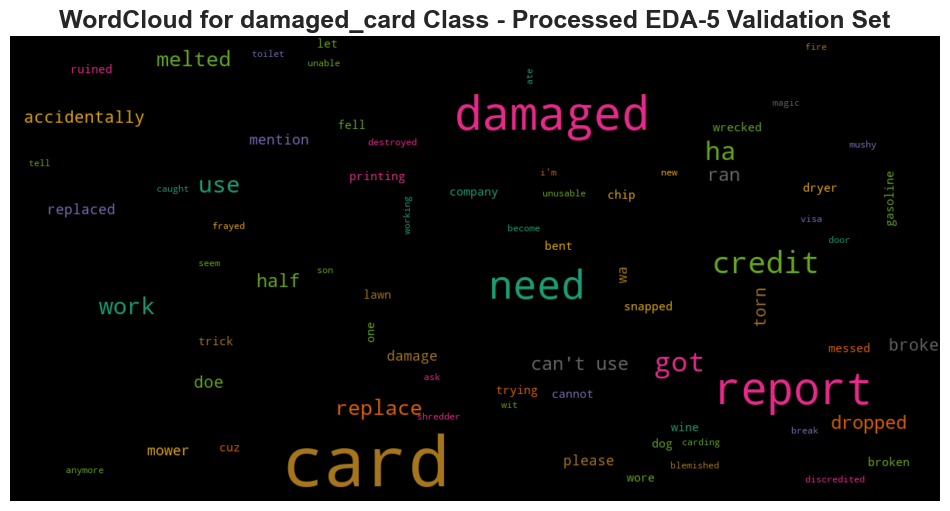 WordCloud for damaged_card Class - Processed EDA-5 Validation Set
let
fire
toilet
melted
unable
ruined
ate
magic
damaged
accidentally
fell
wrecked
mention
destroyed
mushy
ha
tell
printing
i'm
new
ran
use
caught
company
unusable
chip
dryer
gasoline
replaced
working
visa
frayed
become
door
bent
seem
son
credit
half
wa
need
lawn
work
snapped
torn
one
trick
messed
broke
damage
can't use
got
ask
doe
trying
cannot
report
replace
wit
shredder
dropped
wine
break
card
dog
carding
mower
cuz
please
blemished
broken
anymore
wore
discredited